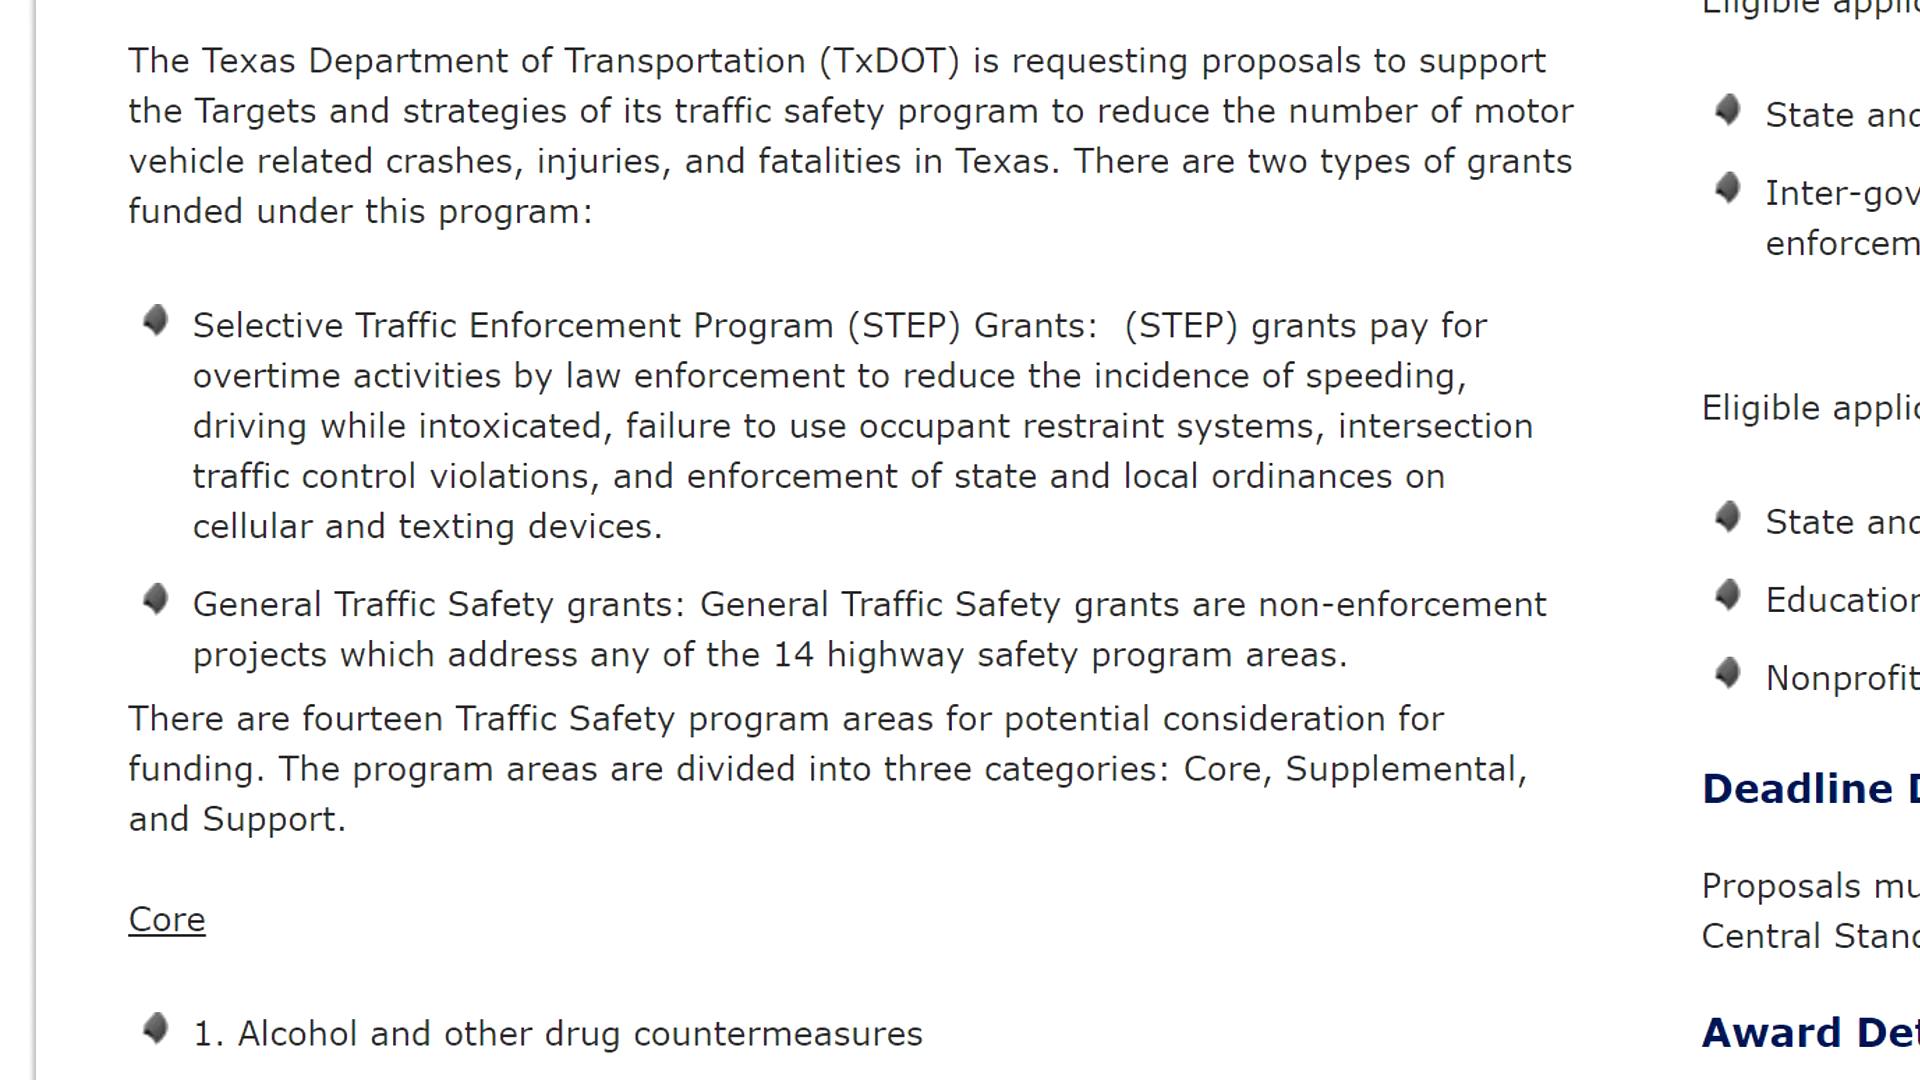 The Texas Department of Transportation (TxDOT) is requesting proposals to support
the Targets and strategies of its traffic safety program to reduce the number of motor
vehicle related crashes, injuries, and fatalities in Texas. There are two types of grants
funded under this program:
Selective Traffic Enforcement Program (STEP) Grants:  (STEP) grants pay for
overtime activities by law enforcement to reduce the incidence of speeding,
driving while intoxicated, failure to use occupant restraint systems, intersection
traffic control violations, and enforcement of state and local ordinances on
cellular and texting devices.
General Traffic Safety grants: General Traffic Safety grants are non-enforcement
projects which address any of the 14 highway safety program areas.
There are fourteen Traffic Safety program areas for potential consideration for
funding. The program areas are divided into three categories: Core, Supplemental,
and Support.
Core
1. Alcohol and other drug countermeasures
Eligible
State
Eligible
State
Deadline
Proposals
Central
Award